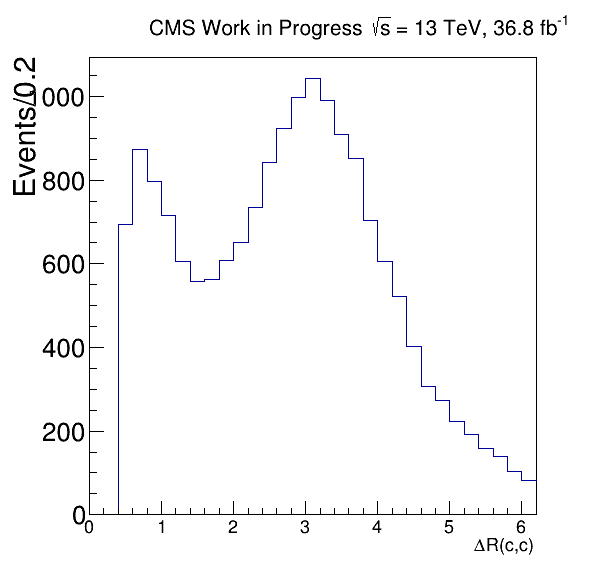 CMS Work in Progress √s = 13 TeV, 36.8 fb⁻¹
Events/0.2
000
800
600
400
200
0
0 1 2 3 4 5 6
ΔR(c,c)